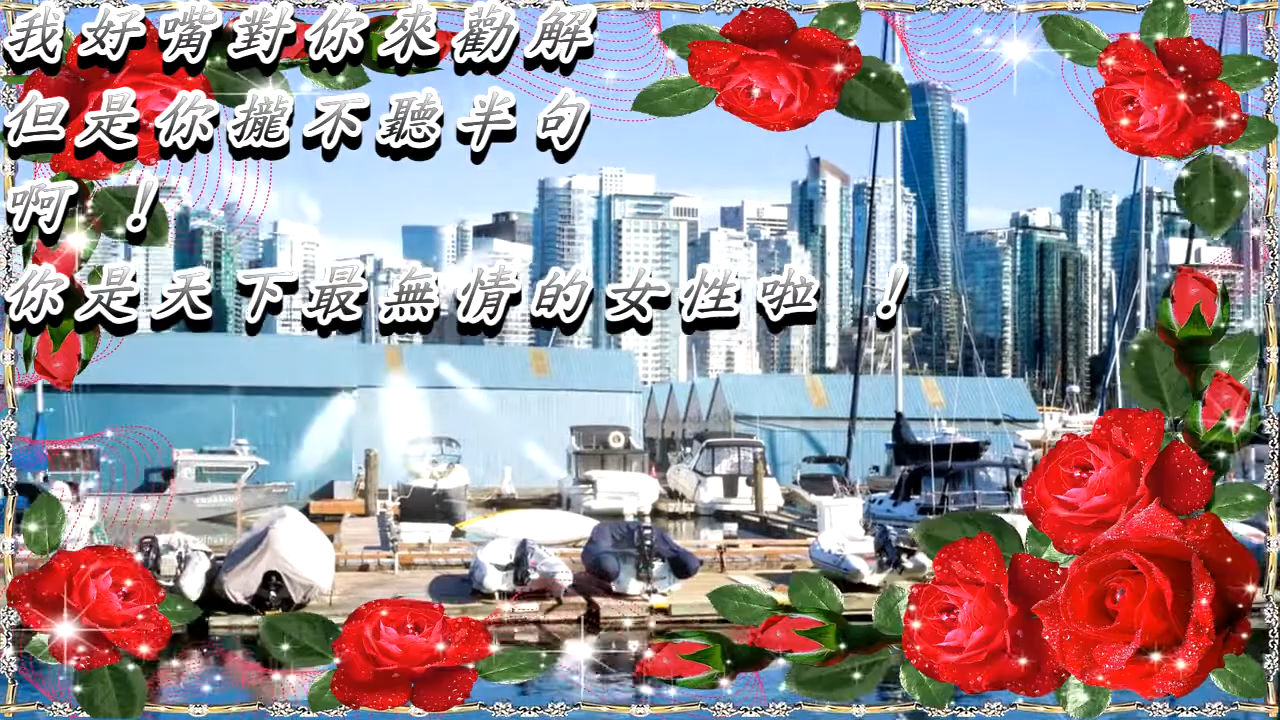 我好嘴對你來勸解
但是你攏不聽半句
啊！
你是天下最無情的女性啦！